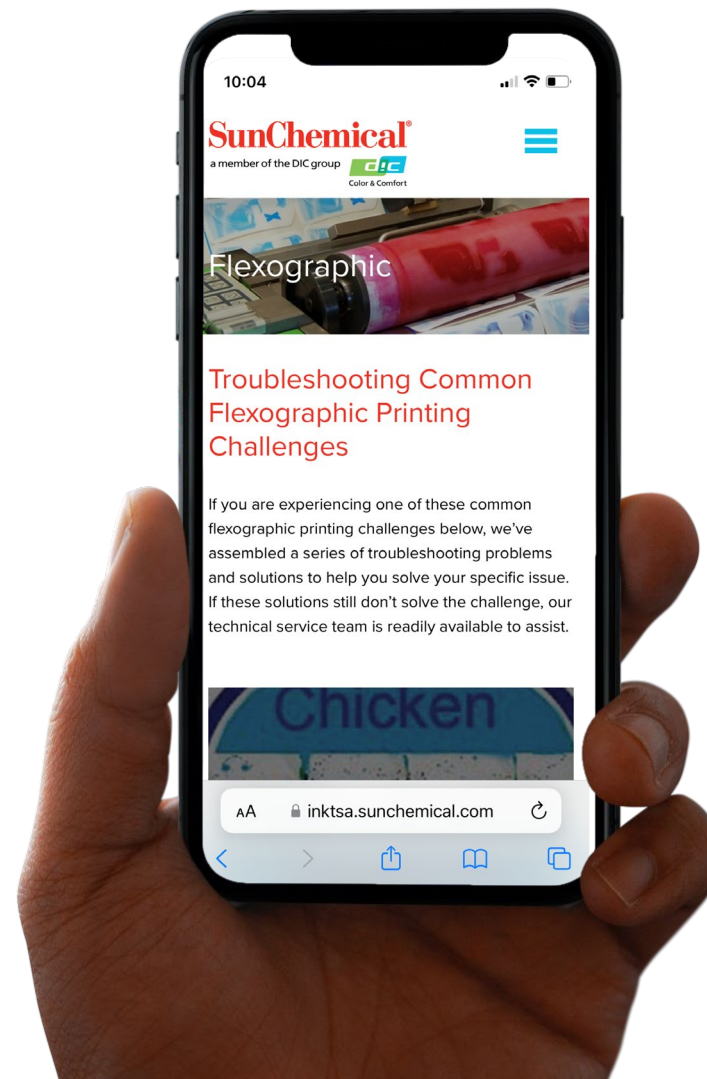 10:04
SunChemical®
a member of the DIC group
dic
Color & Comfort
Flexographic
Troubleshooting Common
Flexographic Printing
Challenges
If you are experiencing one of these common
flexographic printing challenges below, we’ve
assembled a series of troubleshooting problems
and solutions to help you solve your specific issue.
If these solutions still don’t solve the challenge, our
technical service team is readily available to assist.
Chicken
AA
inktsa.sunchemical.com